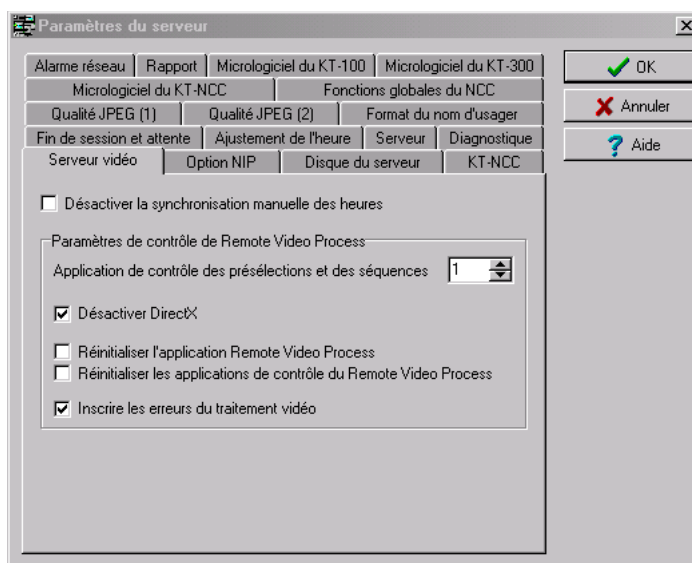 Paramètres du serveur
Alarme réseau Rapport Micrologiciel du KT-100 Micrologiciel du KT-300
Micrologiciel du KT-NCC Fonctions globales du NCC
Qualité JPEG (1) Qualité JPEG (2) Format du nom d'usager
Fin de session et attente Ajustement de l'heure Serveur Diagnostique
Serveur vidéo Option NIP Disque du serveur KT-NCC
OK
Annuler
Aide
Désactiver la synchronisation manuelle des heures
Paramètres de contrôle de Remote Video Process
Application de contrôle des présélections et des séquences 1
Désactiver DirectX
Réinitialiser l'application Remote Video Process
Réinitialiser les applications de contrôle du Remote Video Process
Inscrire les erreurs du traitement vidéo